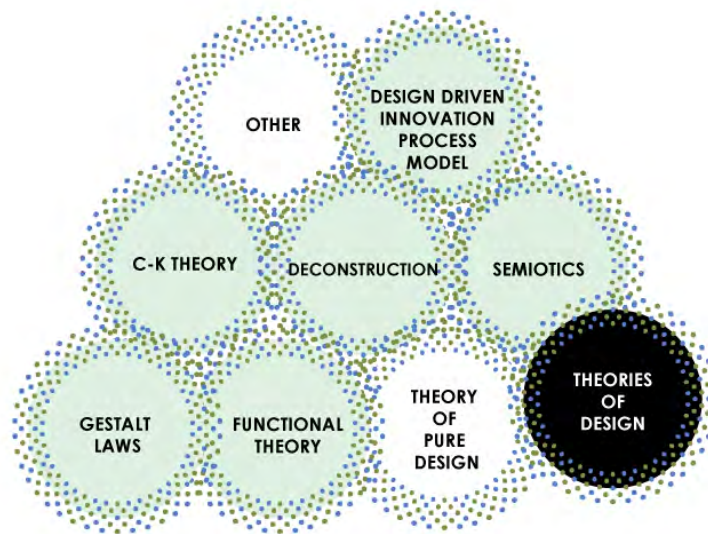 OTHER
DESIGN DRIVEN
INNOVATION
PROCESS
MODEL
C-K THEORY
DECONSTRUCTION
SEMIOTICS
GESTALT
LAWS
FUNCTIONAL
THEORY
THEORY
OF
PURE
DESIGN
THEORIES
OF
DESIGN